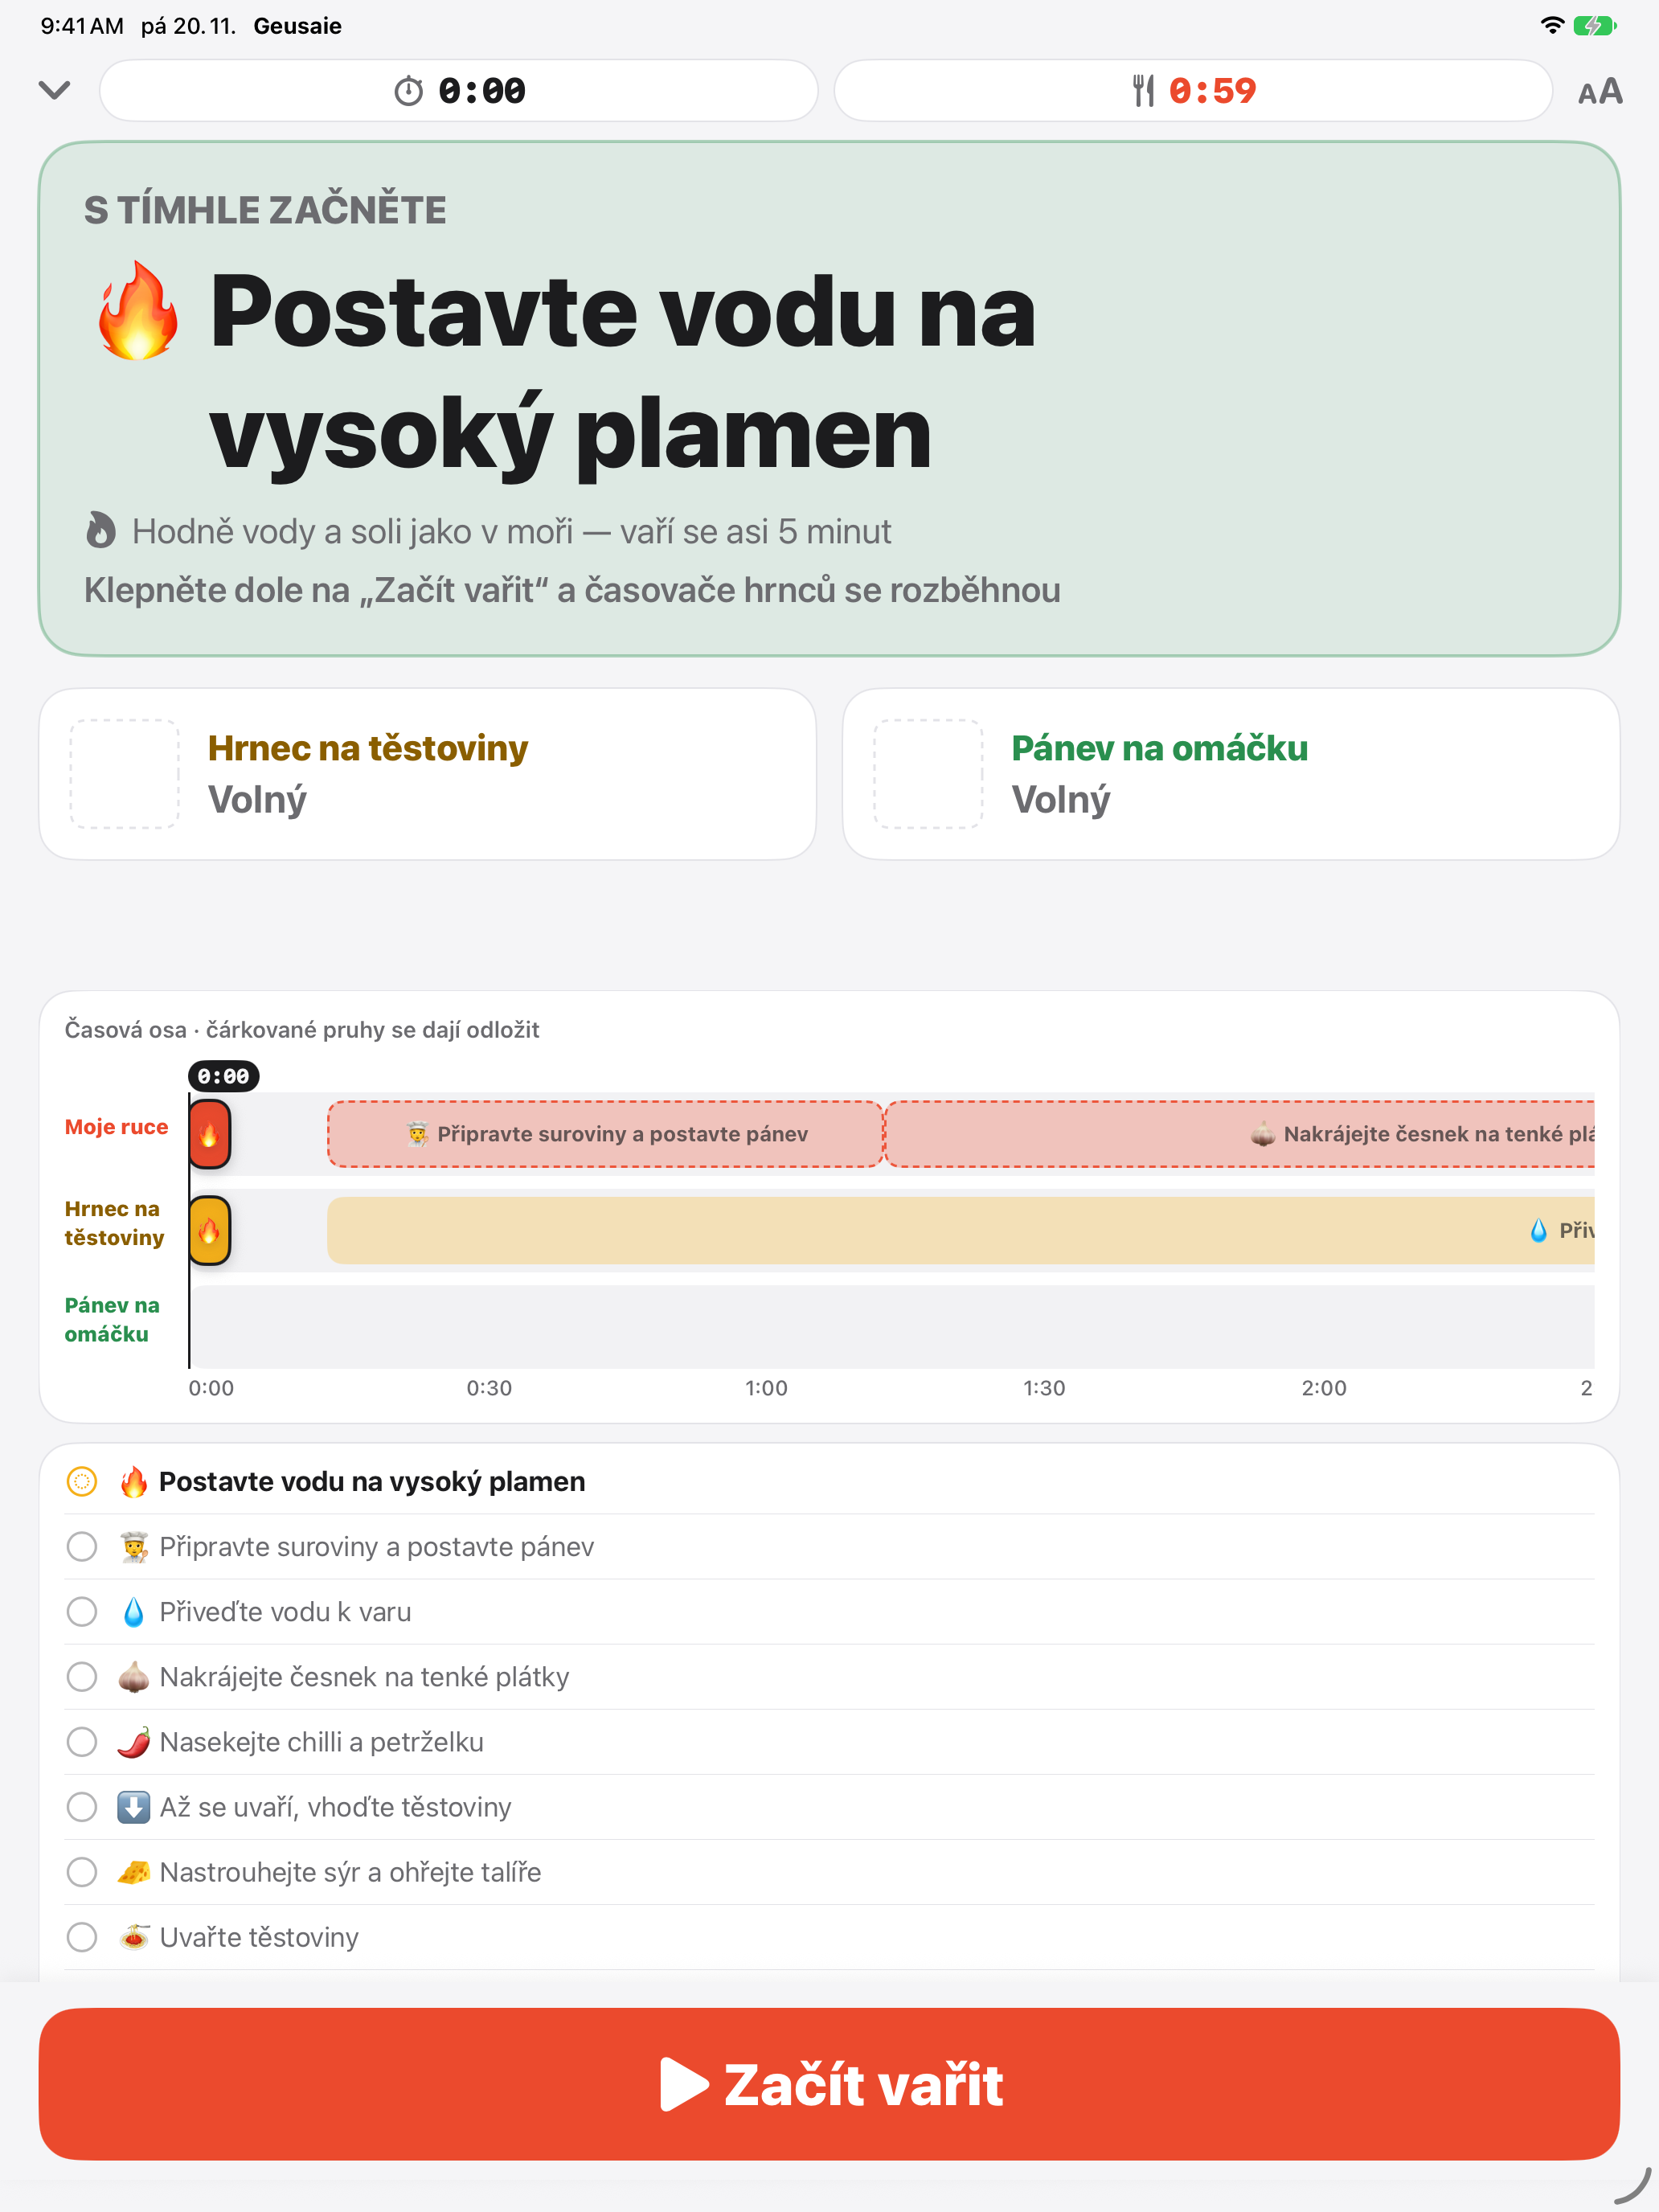 9:41 AM pá 20. 11. Geusaie
0:00
0:59
AA
S TÍMHLE ZAČNĚTE
Postavte vodu na
vysoký plamen
Hodně vody a soli jako v moři — vaří se asi 5 minut
Klepněte dole na „Začít vařit“ a časovače hrnců se rozběhnou
Hrnec na těstoviny
Volný
Pánev na omáčku
Volný
Časová osa · čárkované pruhy se dají odložit
0:00
Moje ruce
Připravte suroviny a postavte pánev
Nakrájejte česnek na tenké plá
Hrnec na
těstoviny
Přiv
Pánev na
omáčku
0:00 0:30 1:00 1:30 2:00 2
Postavte vodu na vysoký plamen
Připravte suroviny a postavte pánev
Přiveďte vodu k varu
Nakrájejte česnek na tenké plátky
Nasekejte chilli a petrželku
Až se uvaří, vhoďte těstoviny
Nastrouhejte sýr a ohřejte talíře
Uvařte těstoviny
Začít vařit